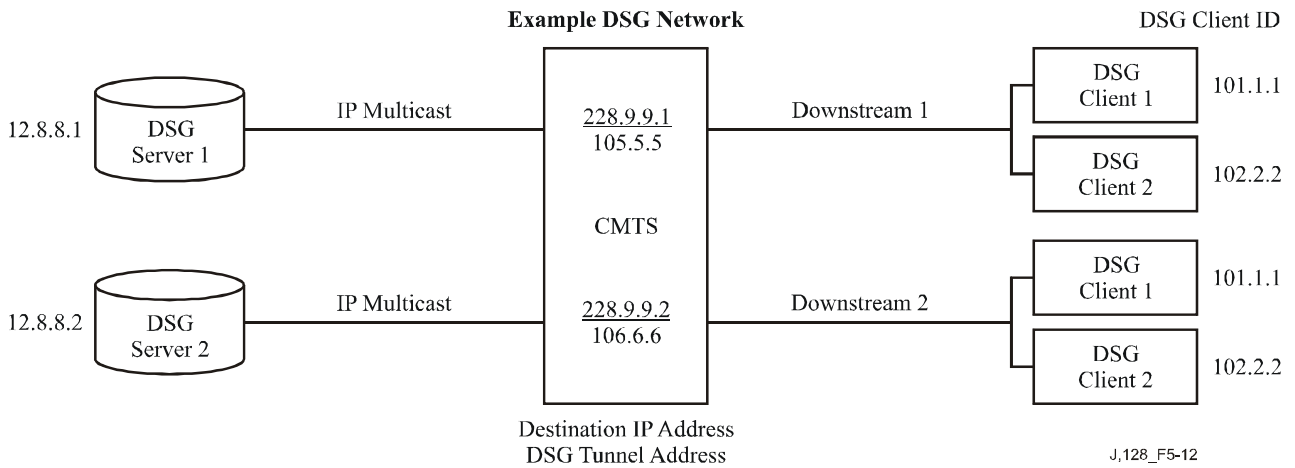 Example DSG Network
DSG Client ID
12.8.8.1
DSG
Server 1
IP Multicast
228.9.9.1
105.5.5
Downstream 1
DSG
Client 1
101.1.1
DSG
Client 2
102.2.2
CMTS
12.8.8.2
DSG
Server 2
IP Multicast
228.9.9.2
106.6.6
Downstream 2
DSG
Client 1
101.1.1
DSG
Client 2
102.2.2
Destination IP Address
DSG Tunnel Address
J,128_F5-12